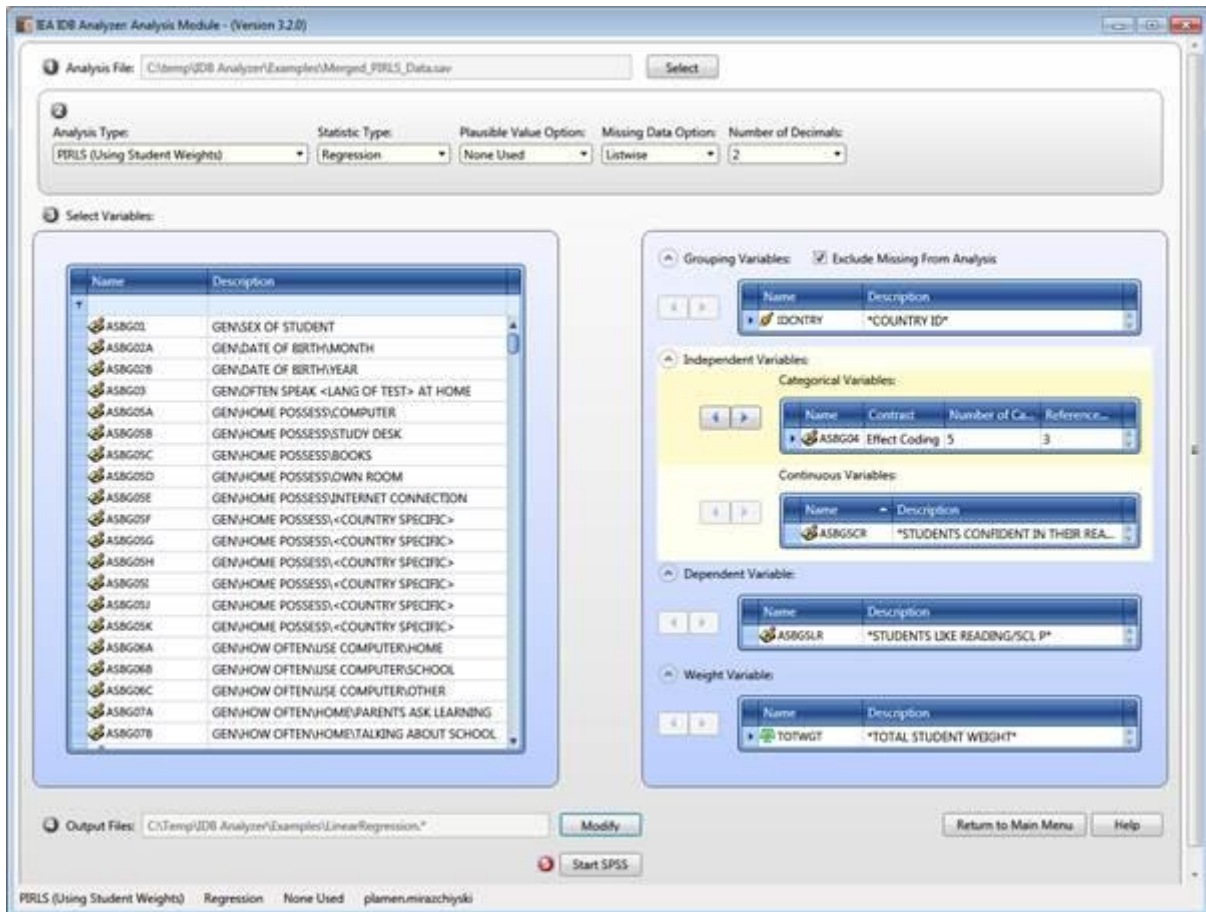 IEA IDB Analyzer: Analysis Module - (Version 3.2.0)
Analysis File: C:\temp\IDB Analyzer\Examples\Merged_PIRLS_Data.sav Select
Analysis Type: Statistic Type: Plausible Value Option: Missing Data Option: Number of Decimals:
PIRLS (Using Student Weights) Regression None Used Listwise 2
Select Variables:
Name Description
ASBG01 GEN\SEX OF STUDENT
ASBG02A GEN\DATE OF BIRTH\MONTH
ASBG02B GEN\DATE OF BIRTH\YEAR
ASBG03 GEN\OFTEN SPEAK <LANG OF TEST> AT HOME
ASBG05A GEN\HOME POSSESS\COMPUTER
ASBG05B GEN\HOME POSSESS\STUDY DESK
ASBG05C GEN\HOME POSSESS\BOOKS
ASBG05D GEN\HOME POSSESS\OWN ROOM
ASBG05E GEN\HOME POSSESS\INTERNET CONNECTION
ASBG05F GEN\HOME POSSESS\<COUNTRY SPECIFIC>
ASBG05G GEN\HOME POSSESS\<COUNTRY SPECIFIC>
ASBG05H GEN\HOME POSSESS\<COUNTRY SPECIFIC>
ASBG05I GEN\HOME POSSESS\<COUNTRY SPECIFIC>
ASBG05J GEN\HOME POSSESS\<COUNTRY SPECIFIC>
ASBG05K GEN\HOME POSSESS\<COUNTRY SPECIFIC>
ASBG06A GEN\HOW OFTEN\USE COMPUTER\HOME
ASBG06B GEN\HOW OFTEN\USE COMPUTER\SCHOOL
ASBG06C GEN\HOW OFTEN\USE COMPUTER\OTHER
ASBG07A GEN\HOW OFTEN\HOME\PARENTS ASK LEARNING
ASBG07B GEN\HOW OFTEN\HOME\TALKING ABOUT SCHOOL
Grouping Variables: Exclude Missing From Analysis
Name Description
IDCNTRY *COUNTRY ID*
Independent Variables:
Categorical Variables:
Name Contrast Number of Ca... Reference...
ASBG04 Effect Coding 5 3
Continuous Variables:
Name Description
ASBGSCR *STUDENTS CONFIDENT IN THEIR REA...
Dependent Variable:
Name Description
ASBGSLR *STUDENTS LIKE READING/SCL P*
Weight Variable:
Name Description
TOTWGT *TOTAL STUDENT WEIGHT*
Output Files: C:\Temp\IDB Analyzer\Examples\LinearRegression.* Modify Return to Main Menu Help
Start SPSS
PIRLS (Using Student Weights) Regression None Used plamen.mirazchiyski